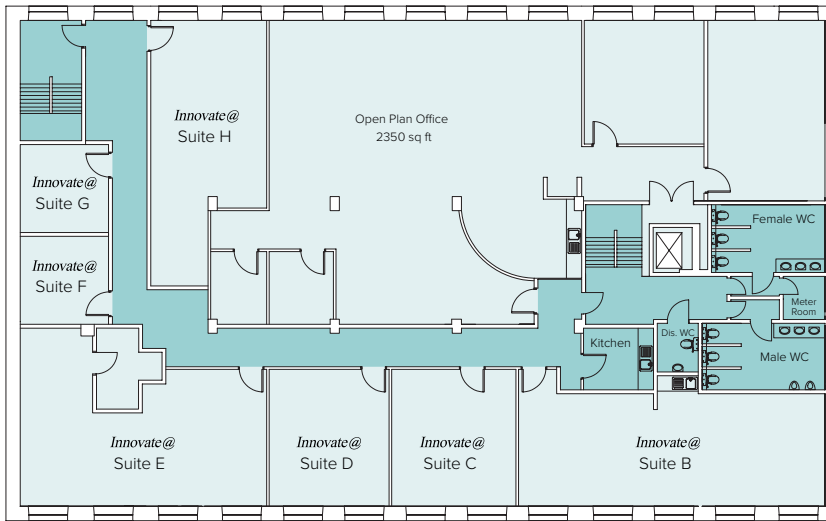 Innovate@
Suite H
Open Plan Office
2350 sq ft
Innovate@
Suite G
Female WC
Innovate@
Suite F
Meter
Room
Dis. WC
Kitchen
Male WC
Innovate@
Suite E
Innovate@
Suite D
Innovate@
Suite C
Innovate@
Suite B